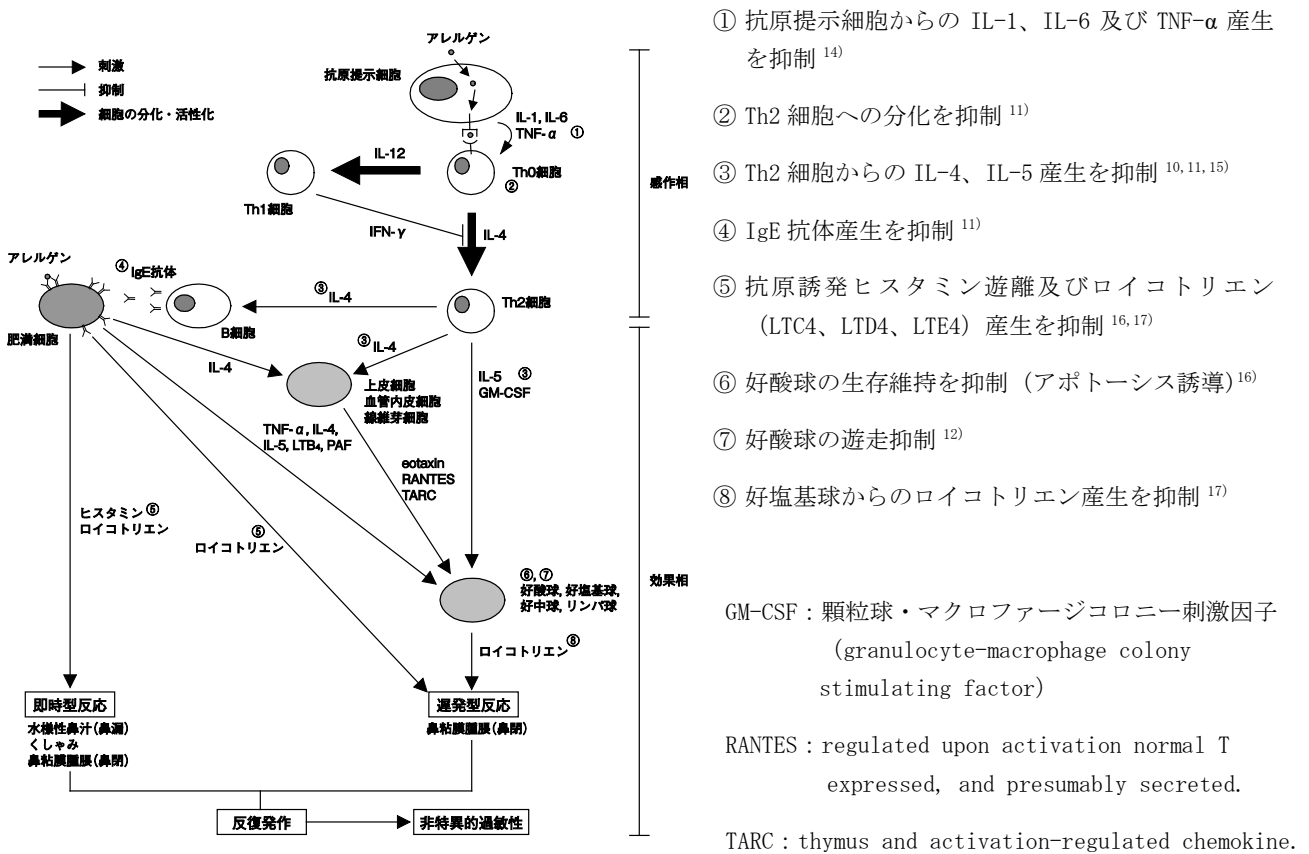 アレルゲン
刺激
抑制
細胞の分化・活性化
抗原提示細胞
IL-1, IL-6
TNF-α ①
IL-12
Th0細胞
②
Th1細胞
IFN-γ
IL-4
感作相
アレルゲン
④ IgE抗体
③ IL-4
Th2細胞
B細胞
肥満細胞
IL-4
③ IL-4
上皮細胞
血管内皮細胞
線維芽細胞
IL-5 ③
GM-CSF
TNF-α, IL-4,
IL-5, LTB4, PAF
eotaxin
RANTES
TARC
ヒスタミン⑤
ロイコトリエン
⑤
ロイコトリエン
⑥, ⑦
好酸球, 好塩基球,
好中球, リンパ球
効果相
ロイコトリエン⑧
即時型反応
水様性鼻汁(鼻漏)
くしゃみ
鼻粘膜腫脹(鼻閉)
遅発型反応
鼻粘膜腫脹(鼻閉)
反復発作
非特異的過敏性
① 抗原提示細胞からの IL-1、IL-6 及び TNF-α 産生
を抑制 14)
② Th2 細胞への分化を抑制 11)
③ Th2 細胞からの IL-4、IL-5 産生を抑制 10, 11, 15)
④ IgE 抗体産生を抑制 11)
⑤ 抗原誘発ヒスタミン遊離及びロイコトリエン
(LTC4、LTD4、LTE4) 産生を抑制 16, 17)
⑥ 好酸球の生存維持を抑制 (アポトーシス誘導) 16)
⑦ 好酸球の遊走抑制 12)
⑧ 好塩基球からのロイコトリエン産生を抑制 17)
GM-CSF：顆粒球・マクロファージコロニー刺激因子
(granulocyte-macrophage colony
stimulating factor)
RANTES：regulated upon activation normal T
expressed, and presumably secreted.
TARC：thymus and activation-regulated chemokine.